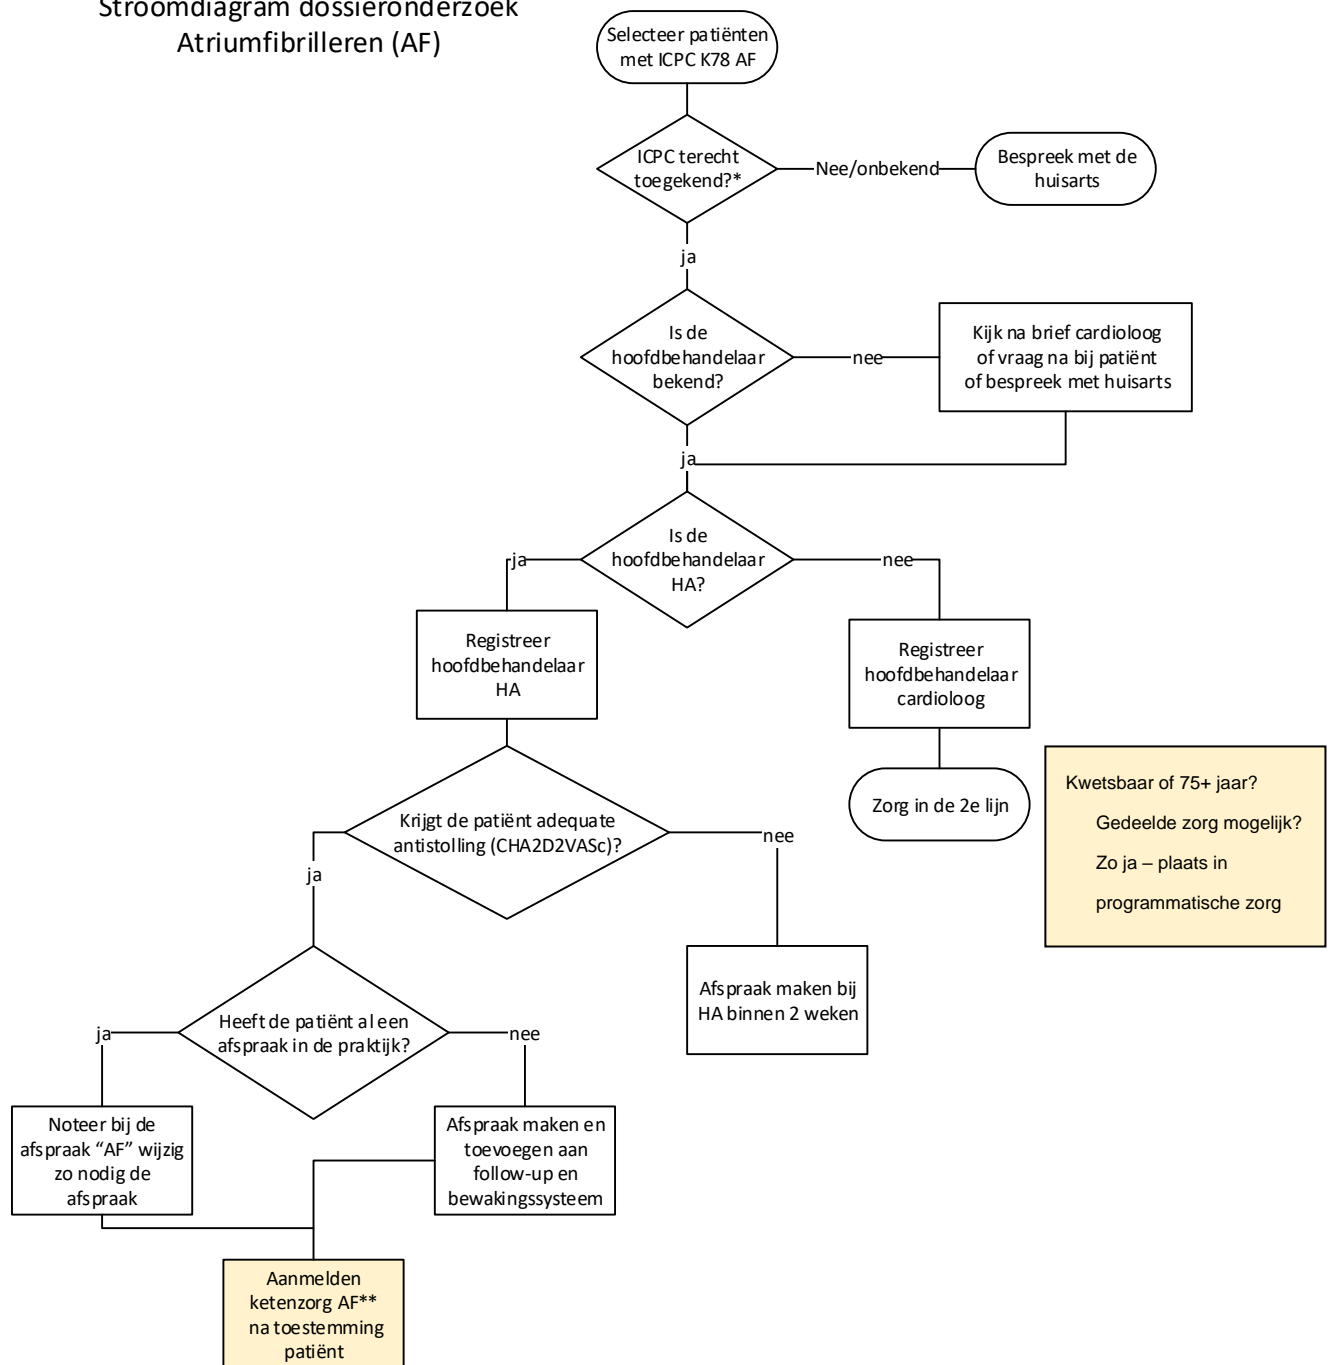 Stroomdiagram dossieronderzoek
Atriumfibrilleren (AF)
Selecteer patiënten
met ICPC K78 AF
ICPC terecht
toegekend?*
Nee/onbekend
Bespreek met de
huisarts
ja
Is de
hoofdbehandelaar
bekend?
nee
Kijk na brief cardioloog
of vraag na bij patiënt
of bespreek met huisarts
ja
Is de
hoofdbehandelaar
HA?
ja
nee
Registreer
hoofdbehandelaar
HA
Registreer
hoofdbehandelaar
cardioloog
Zorg in de 2e lijn
Kwetsbaar of 75+ jaar?
Gedeelde zorg mogelijk?
Zo ja – plaats in
programmatische zorg
Krijgt de patiënt adequate
antistolling (CHA2D2VASc)?
nee
ja
Afspraak maken bij
HA binnen 2 weken
Heeft de patiënt al een
afspraak in de praktijk?
ja
nee
Noteer bij de
afspraak “AF” wijzig
zo nodig de
afspraak
Afspraak maken en
toevoegen aan
follow-up en
bewakingssysteem
Aanmelden
ketenzorg AF**
na toestemming
patiënt